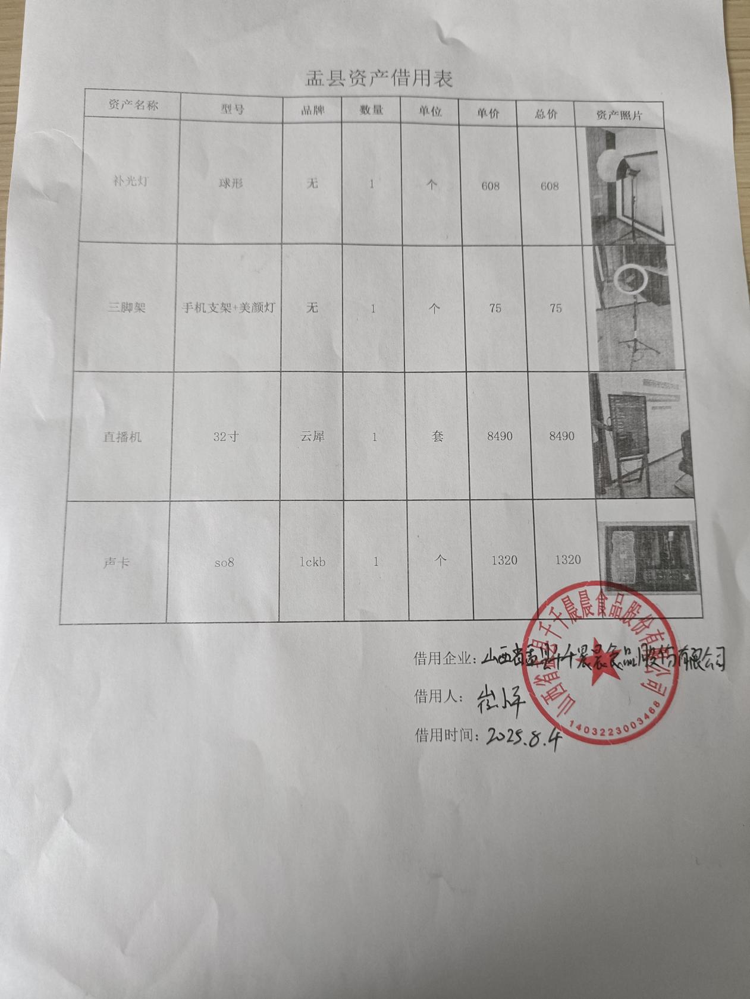 盂县资产借用表
资产名称 型号 品牌 数量 单位 单价 总价 资产照片
补光灯 球形 无 1 个 608 608
三脚架 手机支架+美颜灯 无 1 个 75 75
直播机 32寸 云犀 1 套 8490 8490
声卡 so8 lckb 1 个 1320 1320
借用企业：山西省盂县千千晨晨食品股份有限公司
借用人：崔
借用时间：2025.8.4
山西省盂县千千晨晨食品股份有限公司
1403223003468